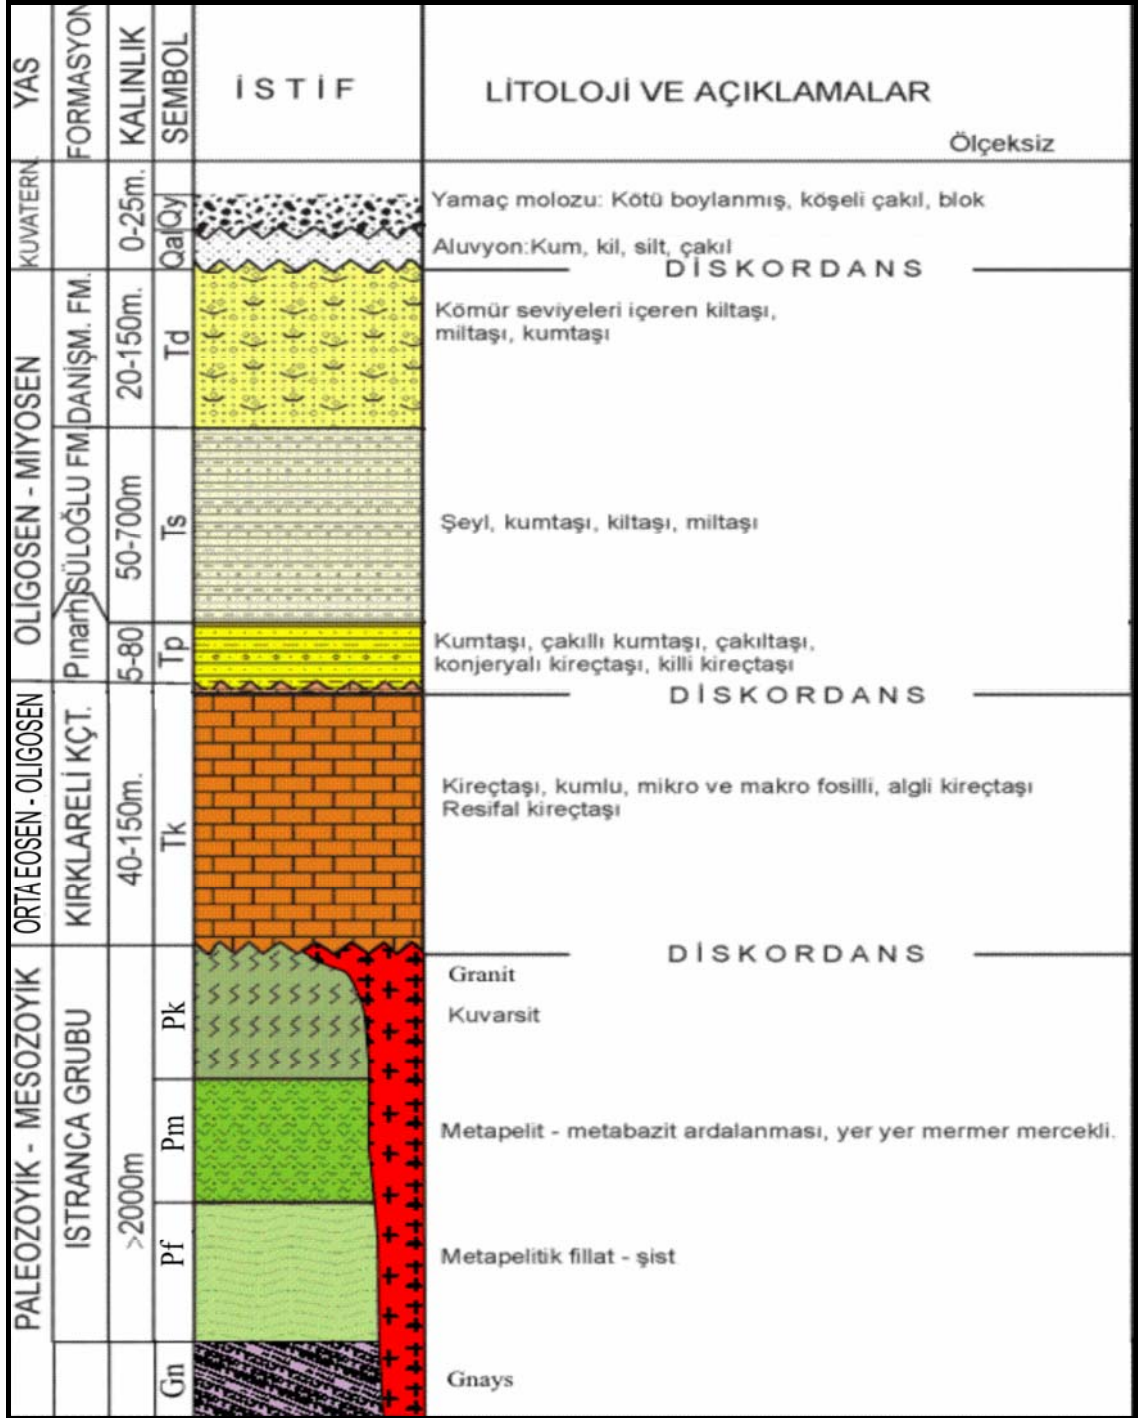 YAS
FORMASYON
KALINLIK
SEMBOL
İSTİF
LİTOLOJİ VE AÇIKLAMALAR
Ölçeksiz
KUVATERN.
0-25m.
Qy
Yamaç molozu: Kötü boylanmış, köşeli çakıl, blok
Qal
Aluvyon:Kum, kil, silt, çakıl
DİSKORDANS
OLİGOSEN - MİYOSEN
DANİŞM. FM.
20-150m.
Td
Kömür seviyeleri içeren kiltaşı,
miltaşı, kumtaşı
SÜLOĞLU FM.
50-700m
Ts
Şeyl, kumtaşı, kiltaşı, miltaşı
Pınarh
5-80
Tp
Kumtaşı, çakıllı kumtaşı, çakıltaşı,
konjeryalı kireçtaşı, killi kireçtaşı
DİSKORDANS
ORTA EOSEN - OLIGOSEN
KIRKLARELİ KÇT.
40-150m.
Tk
Kireçtaşı, kumlu, mikro ve makro fosilli, algli kireçtaşı
Resifal kireçtaşı
DİSKORDANS
PALEOZOYİK - MESOZOYIK
ISTRANCA GRUBU
>2000m
Granit
Pk
Kuvarsit
Pm
Metapelit - metabazit ardalanması, yer yer mermer mercekli.
Pf
Metapelitik fillat - şist
Gn
Gnays